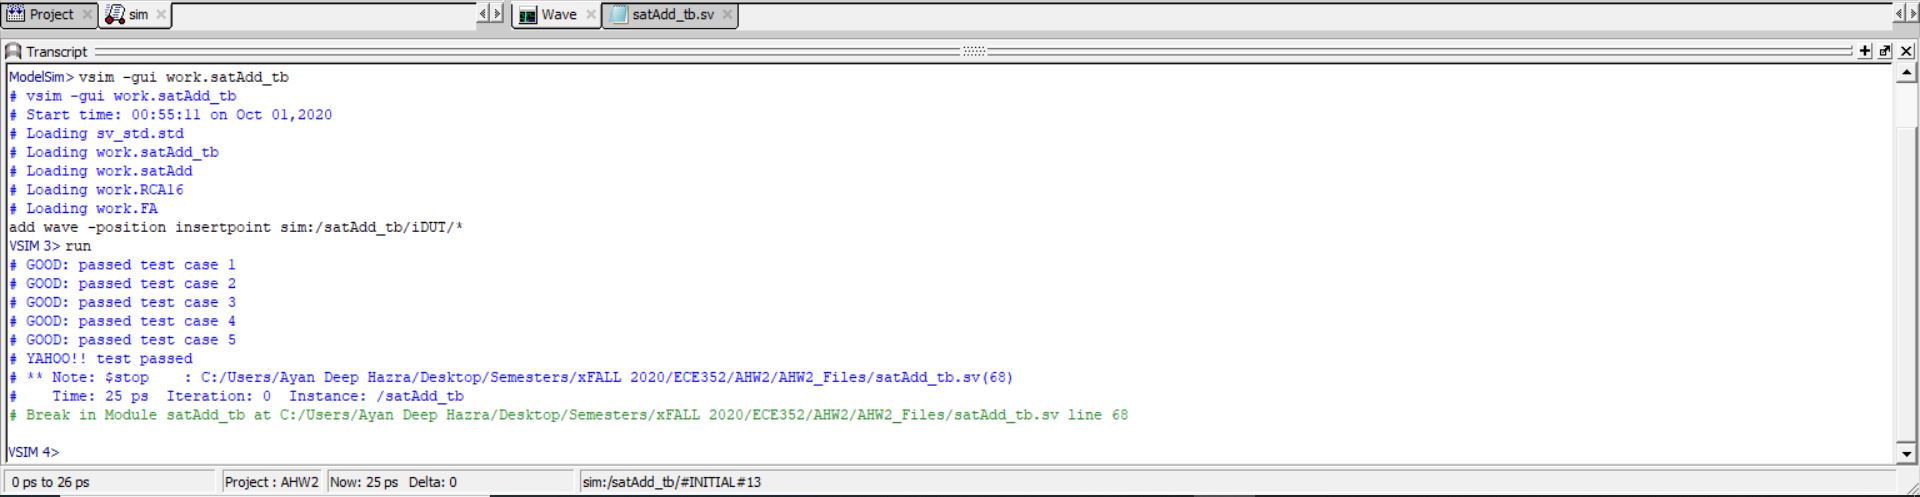 Project sim Wave satAdd_tb.sv
Transcript
ModelSim> vsim -gui work.satAdd_tb
# vsim -gui work.satAdd_tb
# Start time: 00:55:11 on Oct 01,2020
# Loading sv_std.std
# Loading work.satAdd_tb
# Loading work.satAdd
# Loading work.RCA16
# Loading work.FA
add wave -position insertpoint sim:/satAdd_tb/iDUT/*
VSIM 3> run
# GOOD: passed test case 1
# GOOD: passed test case 2
# GOOD: passed test case 3
# GOOD: passed test case 4
# GOOD: passed test case 5
# YAHOO!! test passed
# ** Note: $stop    : C:/Users/Ayan Deep Hazra/Desktop/Semesters/xFALL 2020/ECE352/AHW2/AHW2_Files/satAdd_tb.sv(68)
#    Time: 25 ps  Iteration: 0  Instance: /satAdd_tb
# Break in Module satAdd_tb at C:/Users/Ayan Deep Hazra/Desktop/Semesters/xFALL 2020/ECE352/AHW2/AHW2_Files/satAdd_tb.sv line 68
VSIM 4>
0 ps to 26 ps Project : AHW2 Now: 25 ps Delta: 0 sim:/satAdd_tb/#INITIAL#13